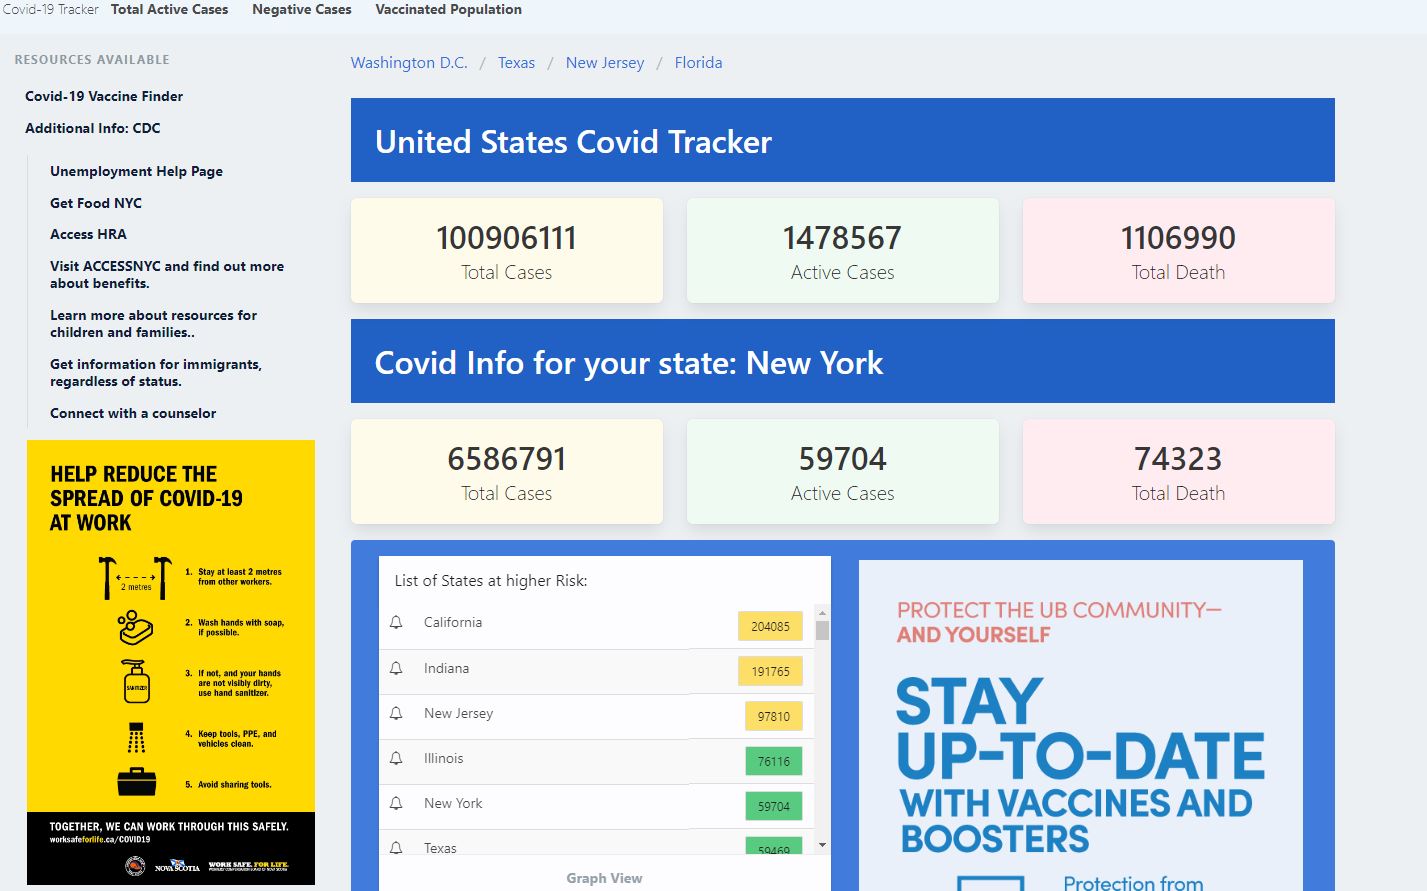 Covid-19 Tracker Total Active Cases Negative Cases Vaccinated Population
RESOURCES AVAILABLE
Covid-19 Vaccine Finder
Additional Info: CDC
Unemployment Help Page
Get Food NYC
Access HRA
Visit ACCESSNYC and find out more
about benefits.
Learn more about resources for
children and families..
Get information for immigrants,
regardless of status.
Connect with a counselor
HELP REDUCE THE
SPREAD OF COVID-19
AT WORK
2 metres
1. Stay at least 2 metres
from other workers.
2. Wash hands with soap,
if possible.
SANITIZER
3. If not, and your hands
are not visibly dirty,
use hand sanitizer.
4. Keep tools, PPE, and
vehicles clean.
5. Avoid sharing tools.
TOGETHER, WE CAN WORK THROUGH THIS SAFELY.
worksafeforlife.ca/COVID19
NOVA SCOTIA
WORK SAFE. FOR LIFE.
Washington D.C. / Texas / New Jersey / Florida
United States Covid Tracker
100906111
Total Cases
1478567
Active Cases
1106990
Total Death
Covid Info for your state: New York
6586791
Total Cases
59704
Active Cases
74323
Total Death
List of States at higher Risk:
California 204085
Indiana 191765
New Jersey 97810
Illinois 76116
New York 59704
Texas 59469
Graph View
PROTECT THE UB COMMUNITY—
AND YOURSELF
STAY
UP-TO-DATE
WITH VACCINES AND
BOOSTERS
Protection from